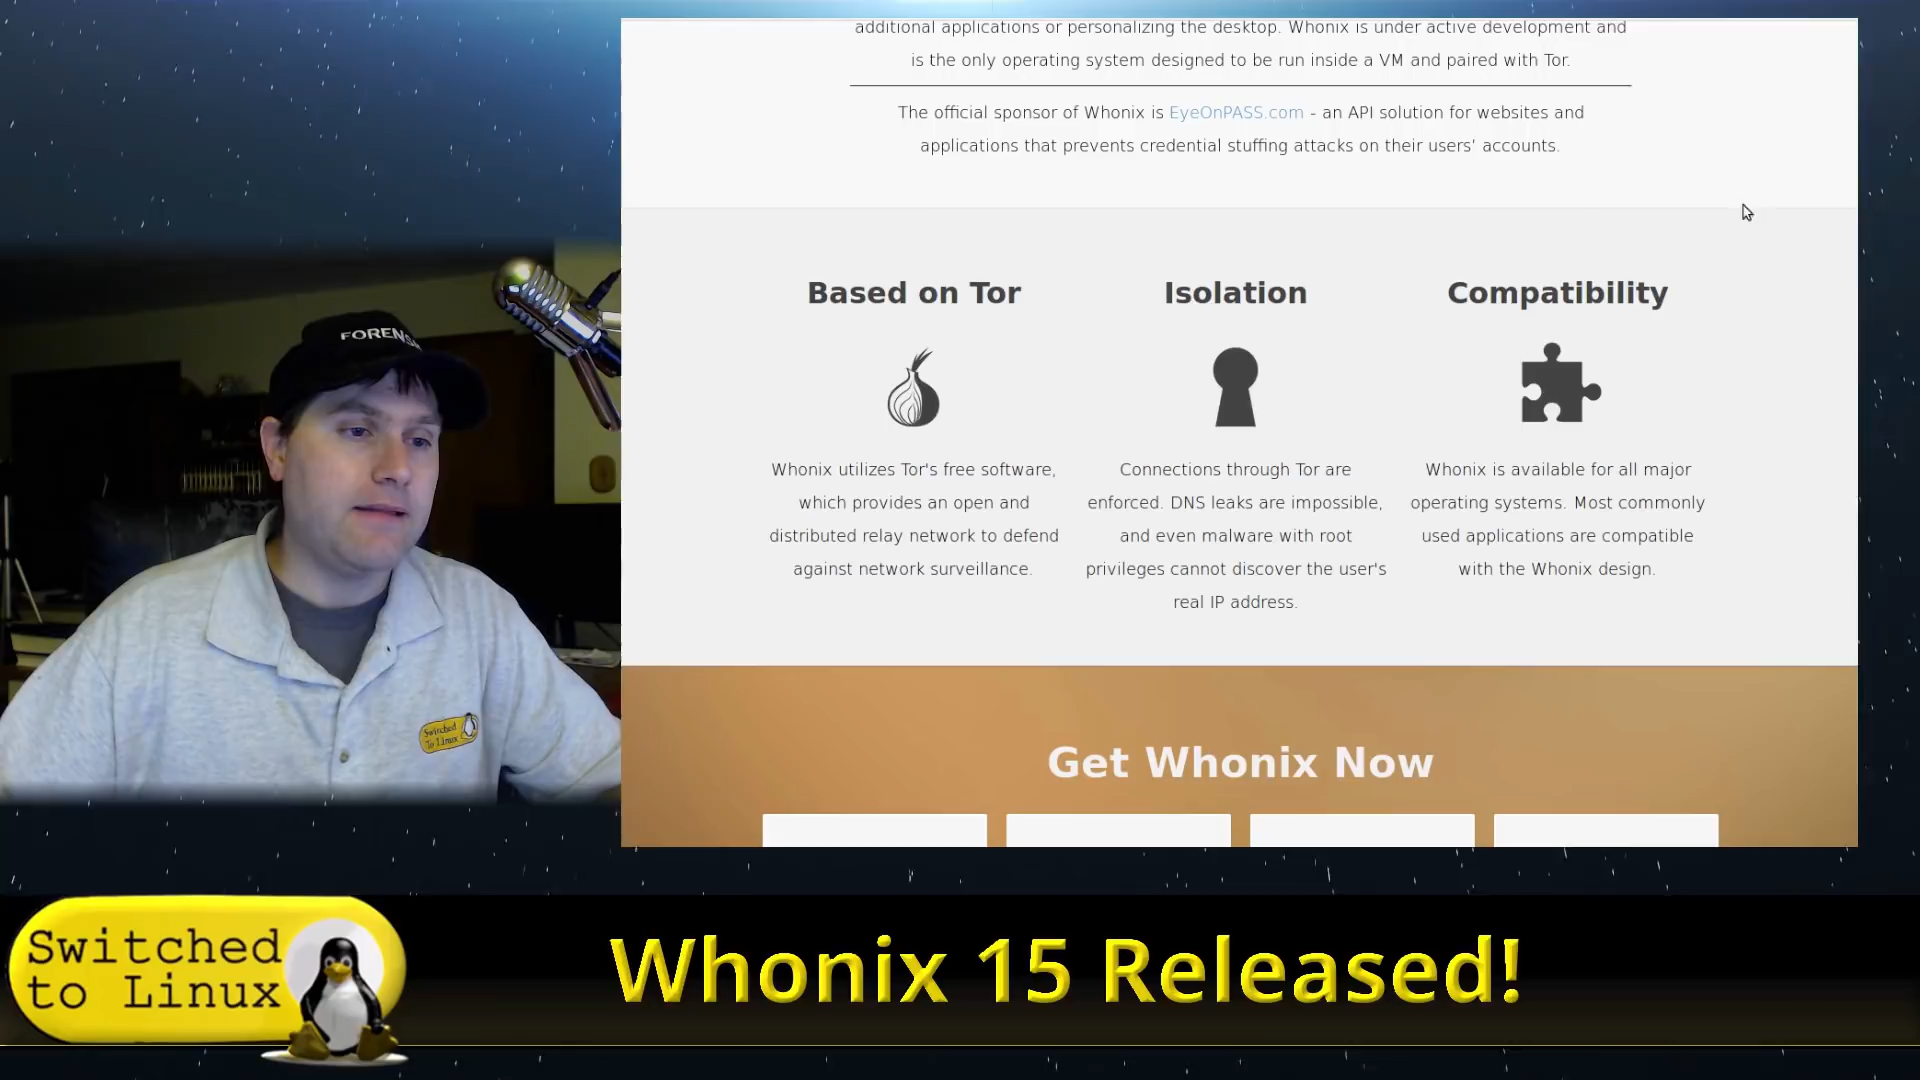 additional applications or personalizing the desktop. Whonix is under active development and
is the only operating system designed to be run inside a VM and paired with Tor.
The official sponsor of Whonix is EyeOnPASS.com - an API solution for websites and
applications that prevents credential stuffing attacks on their users’ accounts.
Based on Tor
Whonix utilizes Tor's free software,
which provides an open and
distributed relay network to defend
against network surveillance.
Isolation
Connections through Tor are
enforced. DNS leaks are impossible,
and even malware with root
privileges cannot discover the user's
real IP address.
Compatibility
Whonix is available for all major
operating systems. Most commonly
used applications are compatible
with the Whonix design.
Get Whonix Now
Switched
To Linux
Switched
to Linux
Whonix 15 Released!